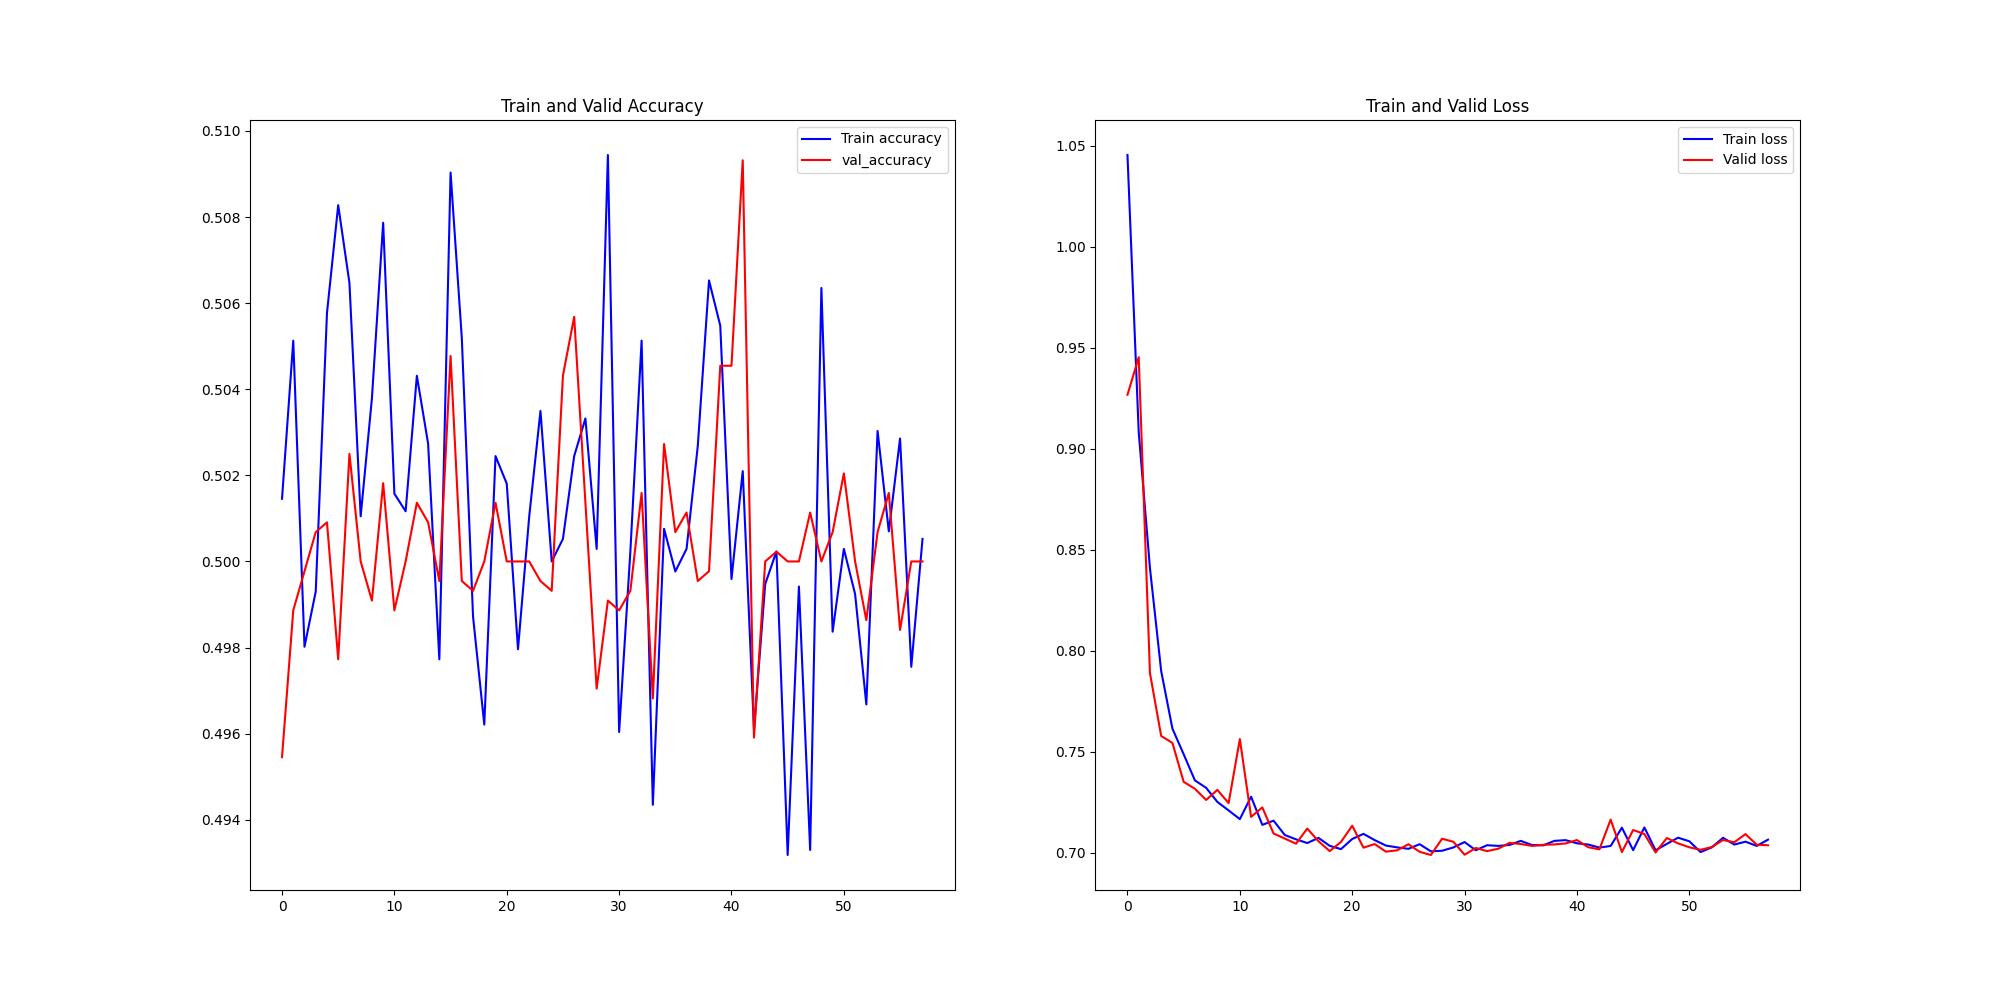 Train and Valid Accuracy
0.510
0.508
0.506
0.504
0.502
0.500
0.498
0.496
0.494
0 10 20 30 40 50
Train accuracy
val_accuracy
Train and Valid Loss
1.05
1.00
0.95
0.90
0.85
0.80
0.75
0.70
0 10 20 30 40 50
Train loss
Valid loss